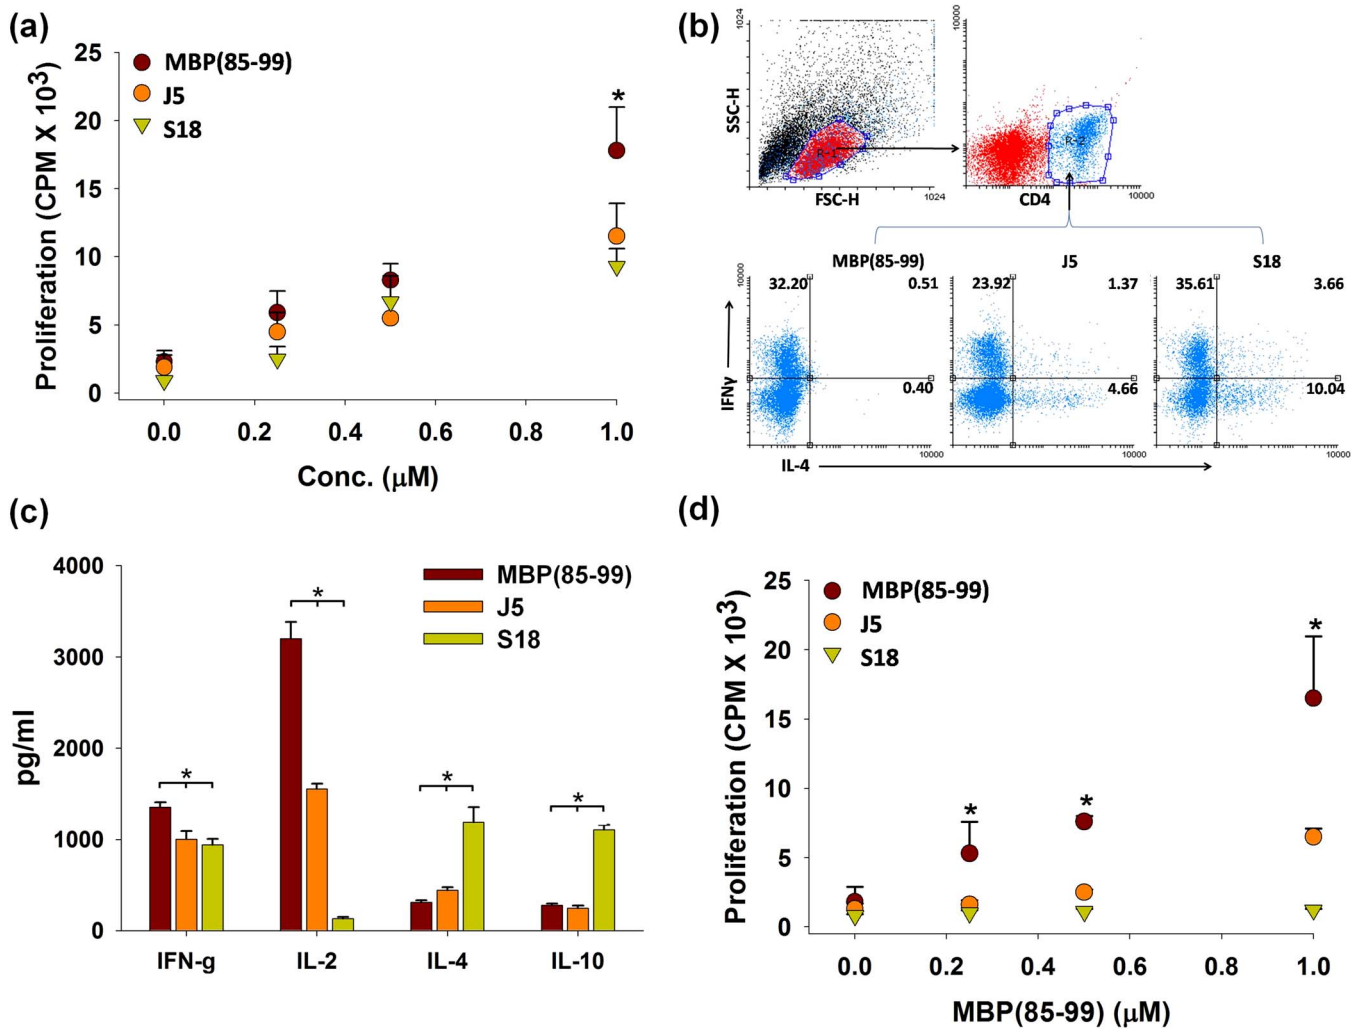 (a)
25
20
15
10
5
0
Proliferation (CPM X 10³)
MBP(85-99)
J5
S18
*
0.0 0.2 0.4 0.6 0.8 1.0
Conc. (μM)
(b)
1024
SSC-H
R-1
FSC-H
1024
10000
R-2
CD4
10000
MBP(85-99) J5 S18
10000
32.20 0.51 23.92 1.37 35.61 3.66
IFNγ
0.40 4.66 10.04
10000 10000 10000
IL-4
(c)
4000
3000
2000
1000
0
pg/ml
MBP(85-99)
J5
S18
* * * *
IFN-g IL-2 IL-4 IL-10
(d)
25
20
15
10
5
0
Proliferation (CPM X 10³)
MBP(85-99)
J5
S18
* * *
0.0 0.2 0.4 0.6 0.8 1.0
MBP(85-99) (μM)